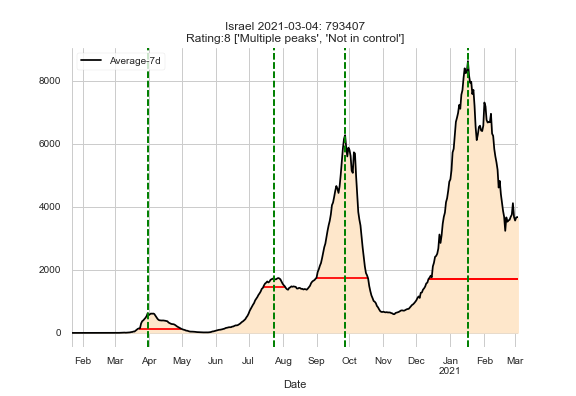 Israel 2021-03-04: 793407
Rating:8 ['Multiple peaks', 'Not in control']
Average-7d
8000
6000
4000
2000
0
Feb Mar Apr May Jun Jul Aug Sep Oct Nov Dec Jan Feb Mar
2021
Date